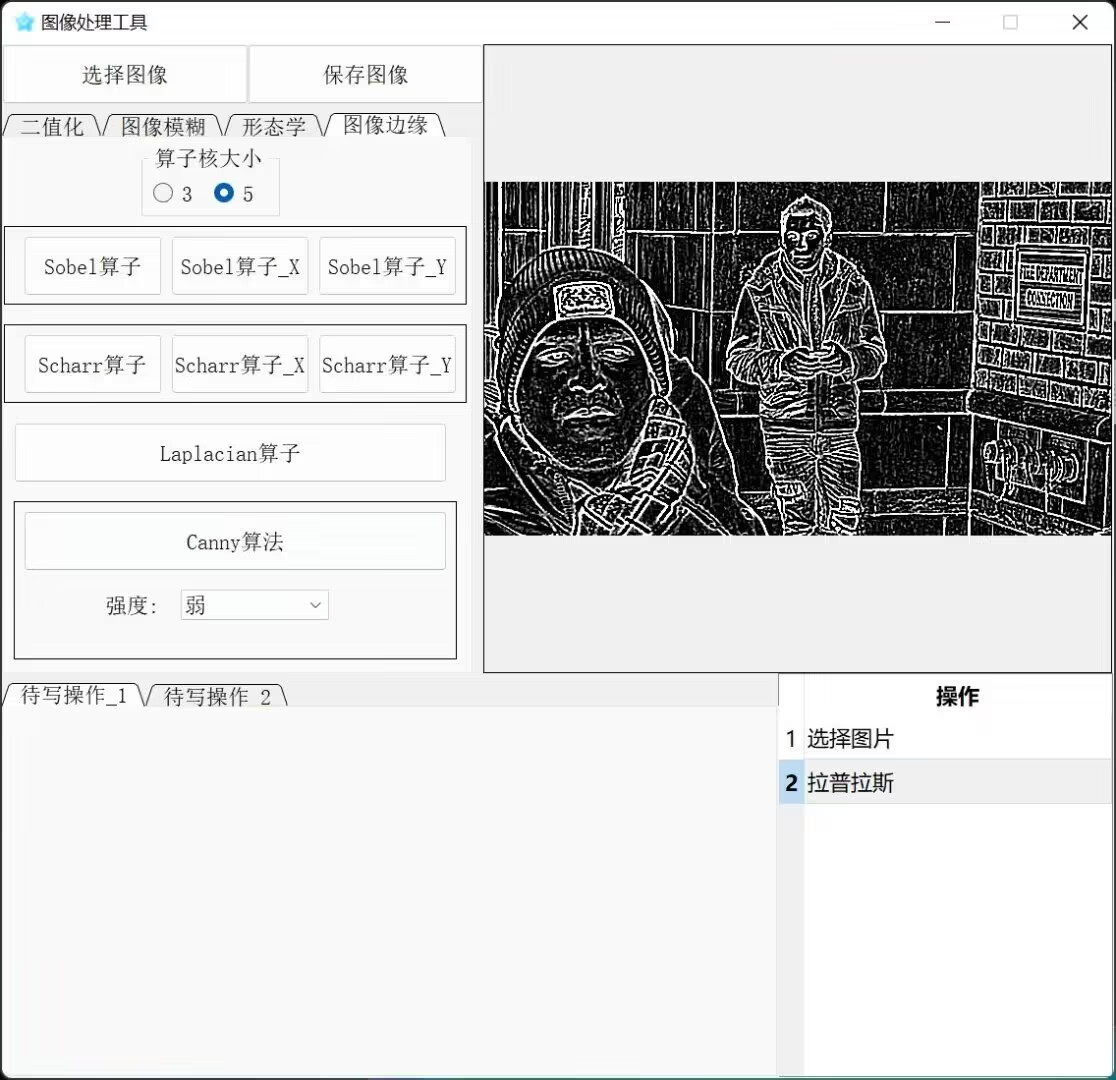 图像处理工具
选择图像
保存图像
二值化
图像模糊
形态学
图像边缘
算子核大小
3
5
Sobel算子
Sobel算子_X
Sobel算子_Y
Scharr算子
Scharr算子_X
Scharr算子_Y
Laplacian算子
Canny算法
强度:
弱
FIRE DEPARTMENT
CONNECTION
待写操作_1
待写操作_2
操作
1 选择图片
2 拉普拉斯